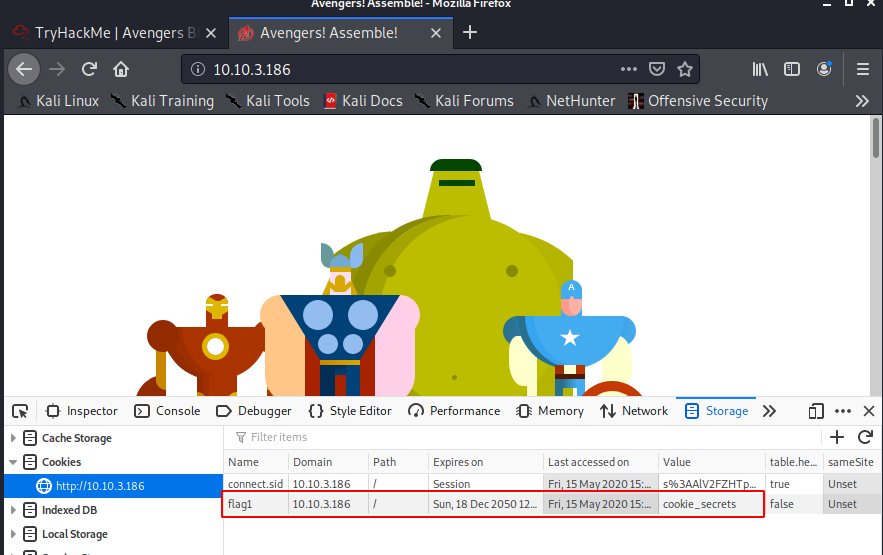 Avengers! Assemble! - Mozilla Firefox
TryHackMe | Avengers B
Avengers! Assemble!
10.10.3.186
Kali Linux Kali Training Kali Tools Kali Docs Kali Forums NetHunter Offensive Security
A
Inspector Console Debugger Style Editor Performance Memory Network Storage
Cache Storage
Cookies
http://10.10.3.186
Indexed DB
Local Storage
Filter items
Name Domain Path Expires on Last accessed on Value table.he... sameSite
connect.sid 10.10.3.186 / Session Fri, 15 May 2020 15:... s%3AAlV2FZHTp... true Unset
flag1 10.10.3.186 / Sun, 18 Dec 2050 12... Fri, 15 May 2020 15:... cookie_secrets false Unset